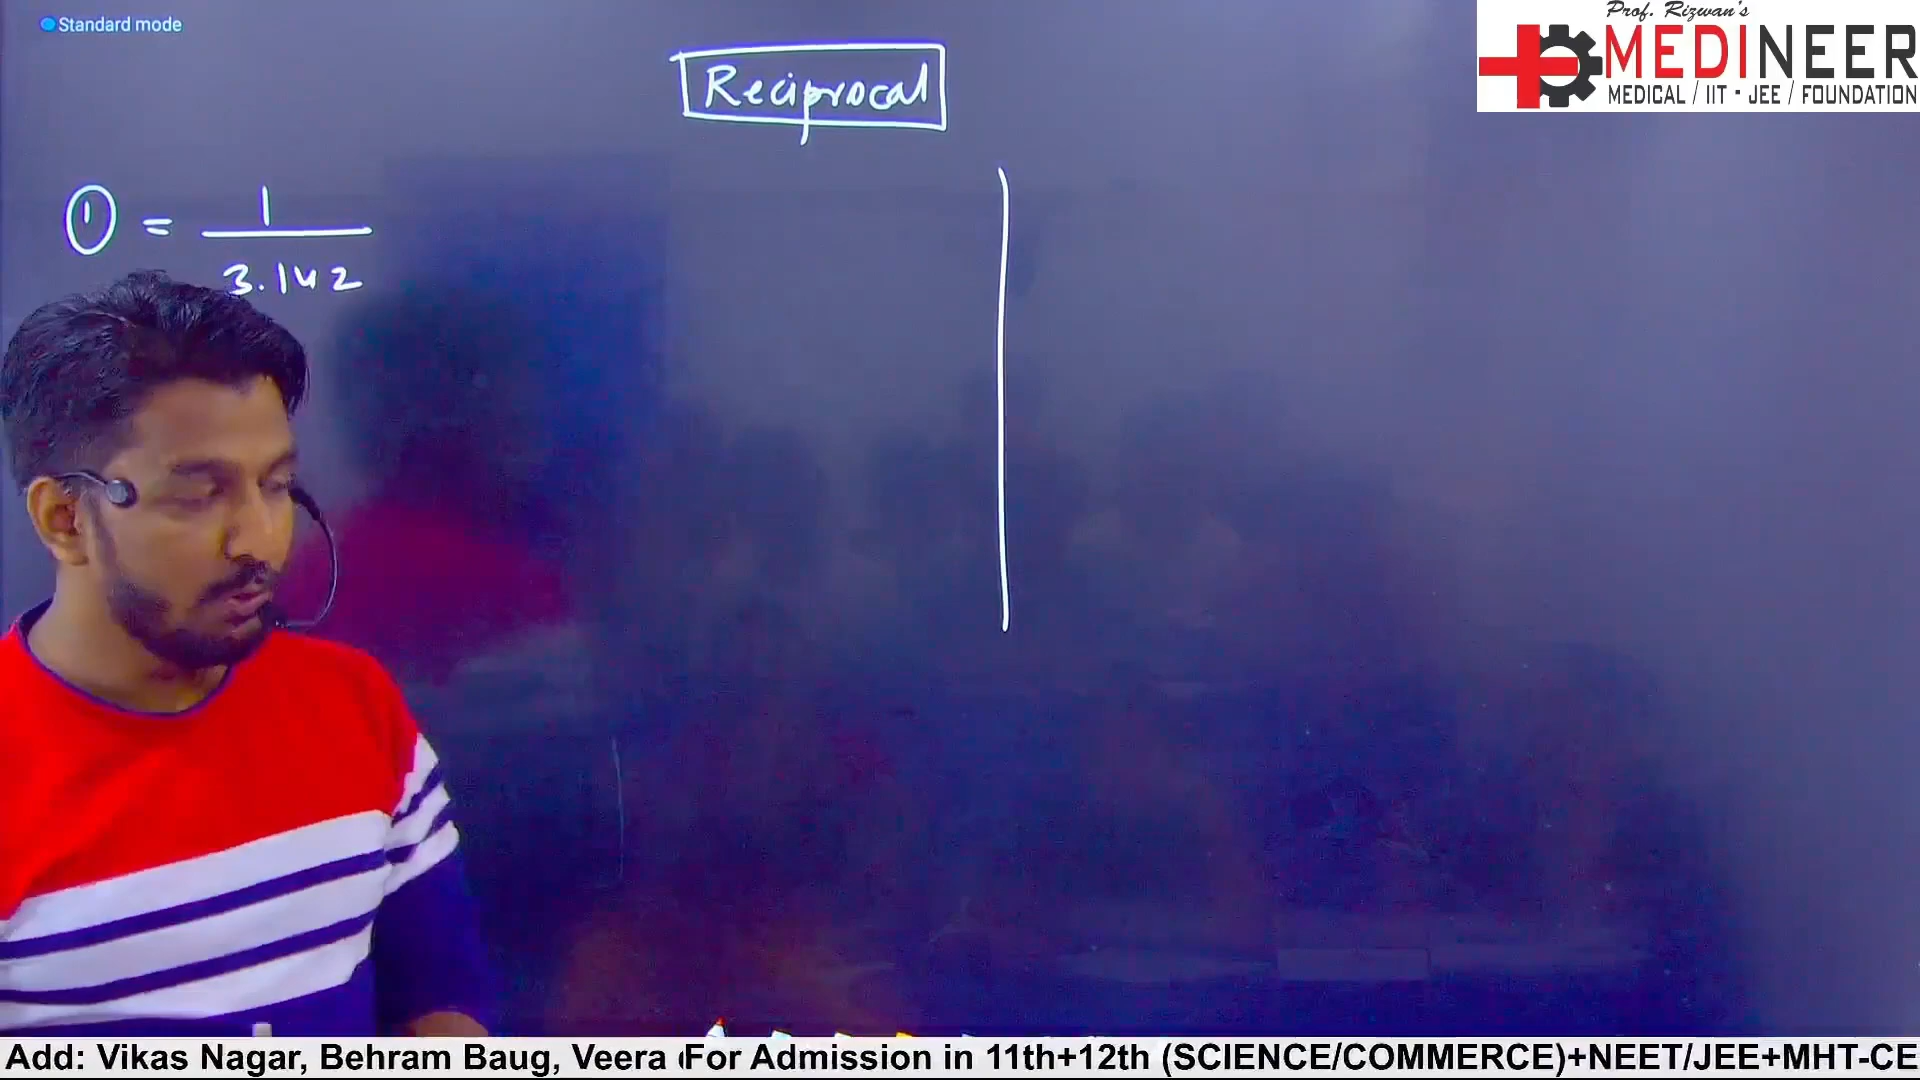 Standard mode
Prof. Rizwan's
MEDINEER
MEDICAL / IIT - JEE / FOUNDATION
Reciprocal
① = 1 / 3.142
Add: Vikas Nagar, Behram Baug, Veera For Admission in 11th+12th (SCIENCE/COMMERCE)+NEET/JEE+MHT-CE